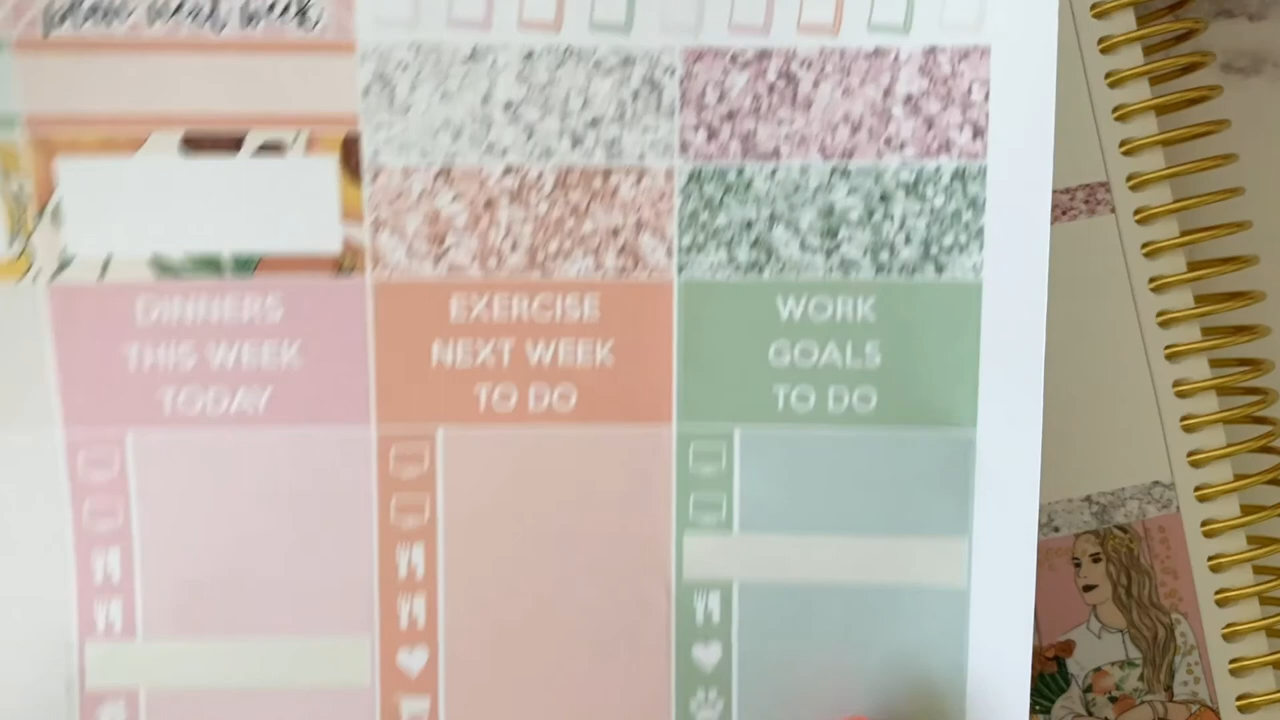 DINNERS
THIS WEEK
TODAY
EXERCISE
NEXT WEEK
TO DO
WORK
GOALS
TO DO